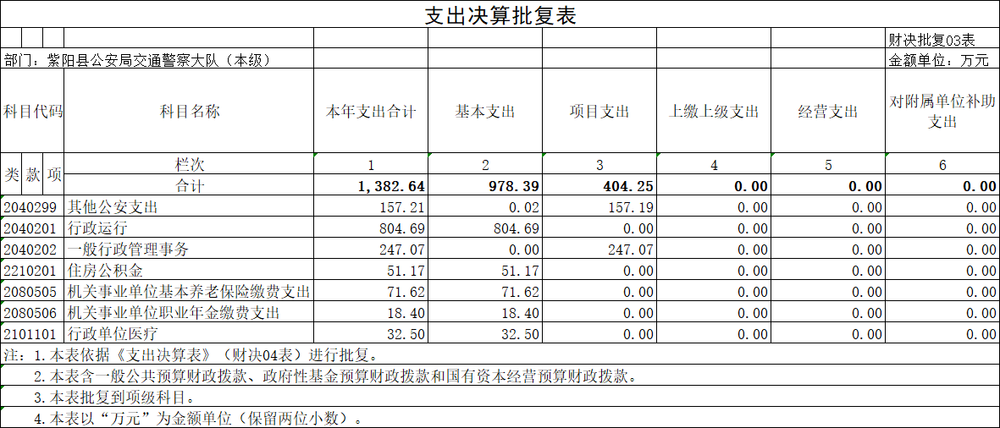 支出决算批复表
财决批复03表
部门：紫阳县公安局交通警察大队（本级） 金额单位：万元
科目代码 科目名称 本年支出合计 基本支出 项目支出 上缴上级支出 经营支出 对附属单位补助支出
类 款 项 栏次 1 2 3 4 5 6
合计 1,382.64 978.39 404.25 0.00 0.00 0.00
2040299 其他公安支出 157.21 0.02 157.19 0.00 0.00 0.00
2040201 行政运行 804.69 804.69 0.00 0.00 0.00 0.00
2040202 一般行政管理事务 247.07 0.00 247.07 0.00 0.00 0.00
2210201 住房公积金 51.17 51.17 0.00 0.00 0.00 0.00
2080505 机关事业单位基本养老保险缴费支出 71.62 71.62 0.00 0.00 0.00 0.00
2080506 机关事业单位职业年金缴费支出 18.40 18.40 0.00 0.00 0.00 0.00
2101101 行政单位医疗 32.50 32.50 0.00 0.00 0.00 0.00
注：1.本表依据《支出决算表》（财决04表）进行批复。
2.本表含一般公共预算财政拨款、政府性基金预算财政拨款和国有资本经营预算财政拨款。
3.本表批复到项级科目。
4.本表以“万元”为金额单位（保留两位小数）。